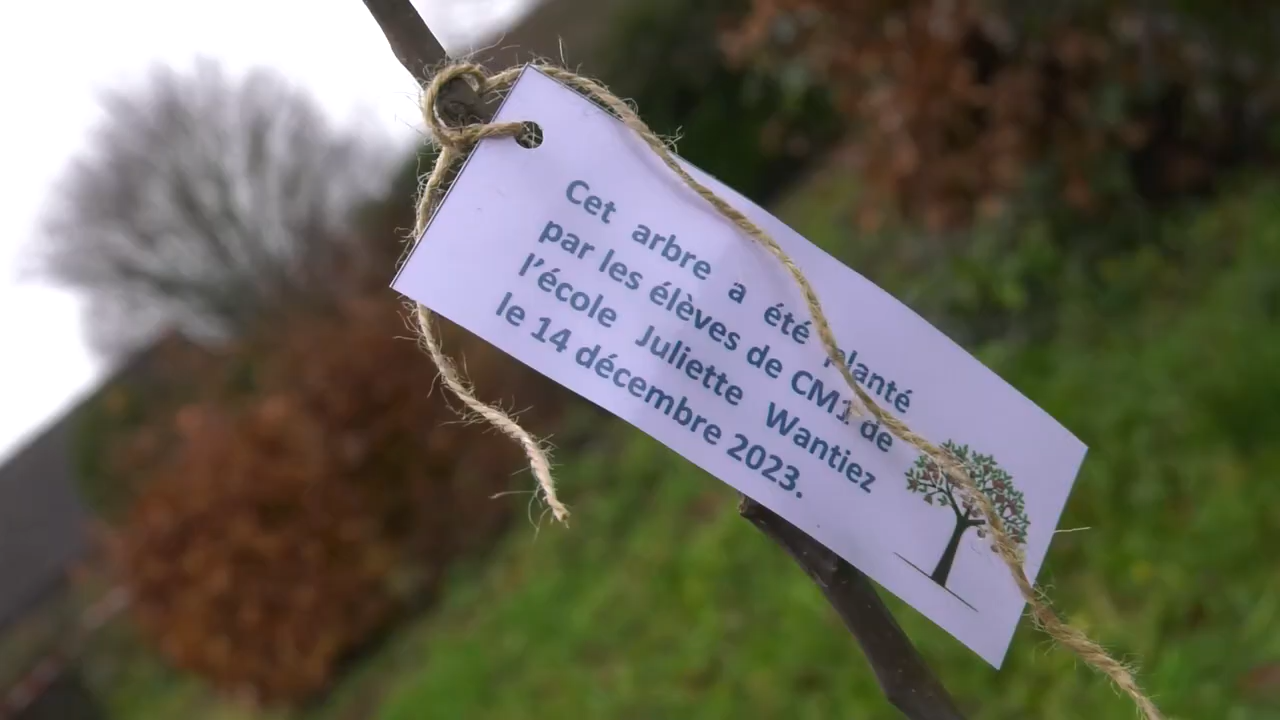 Cet arbre a été planté
par les élèves de CM1 de
l'école Juliette Wantiez
le 14 décembre 2023.